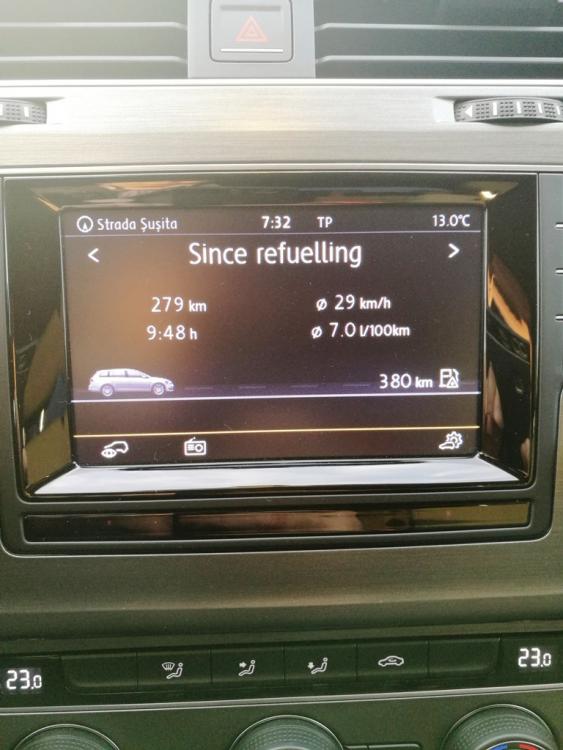 Strada Şuşita 7:32 TP 13.0°C
< Since refuelling >
279 km ø 29 km/h
9:48 h ø 7.0 l/100km
380 km
23.0 23.0